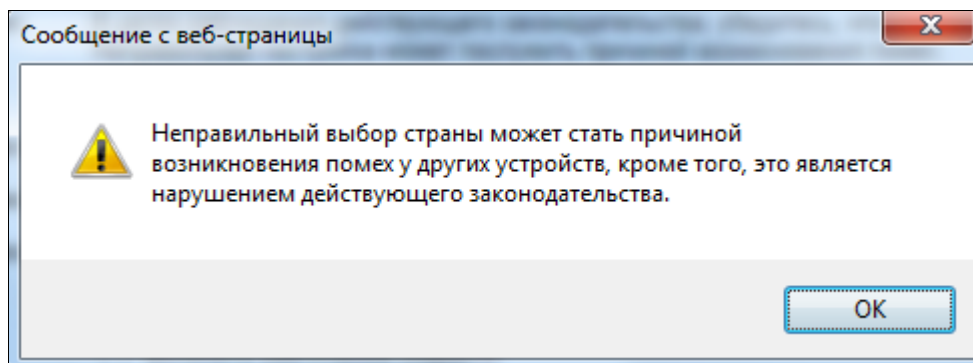 Сообщение с веб-страницы
Неправильный выбор страны может стать причиной
возникновения помех у других устройств, кроме того, это является
нарушением действующего законодательства.
OK